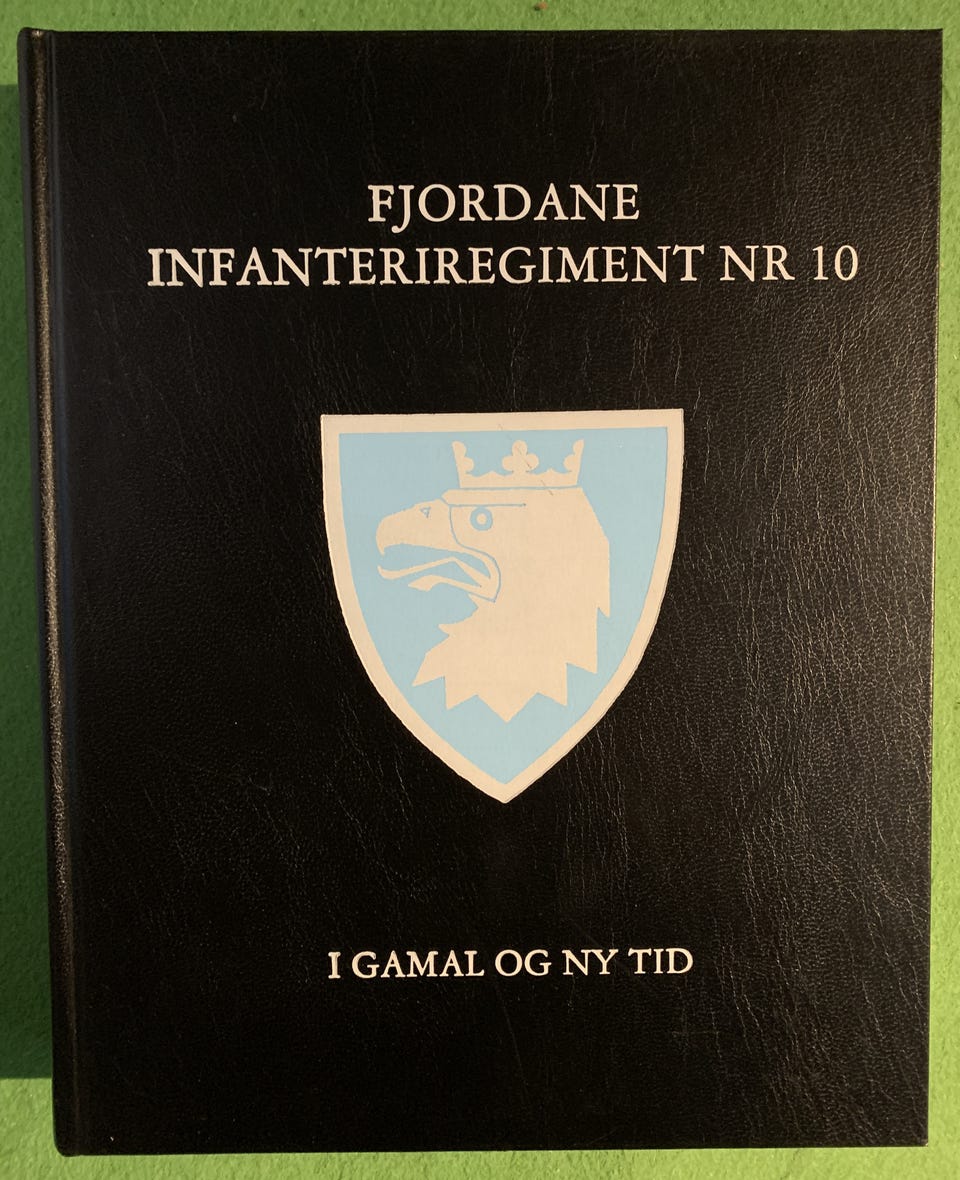 FJORDANE
INFANTERIREGIMENT NR 10
I GAMAL OG NY TID